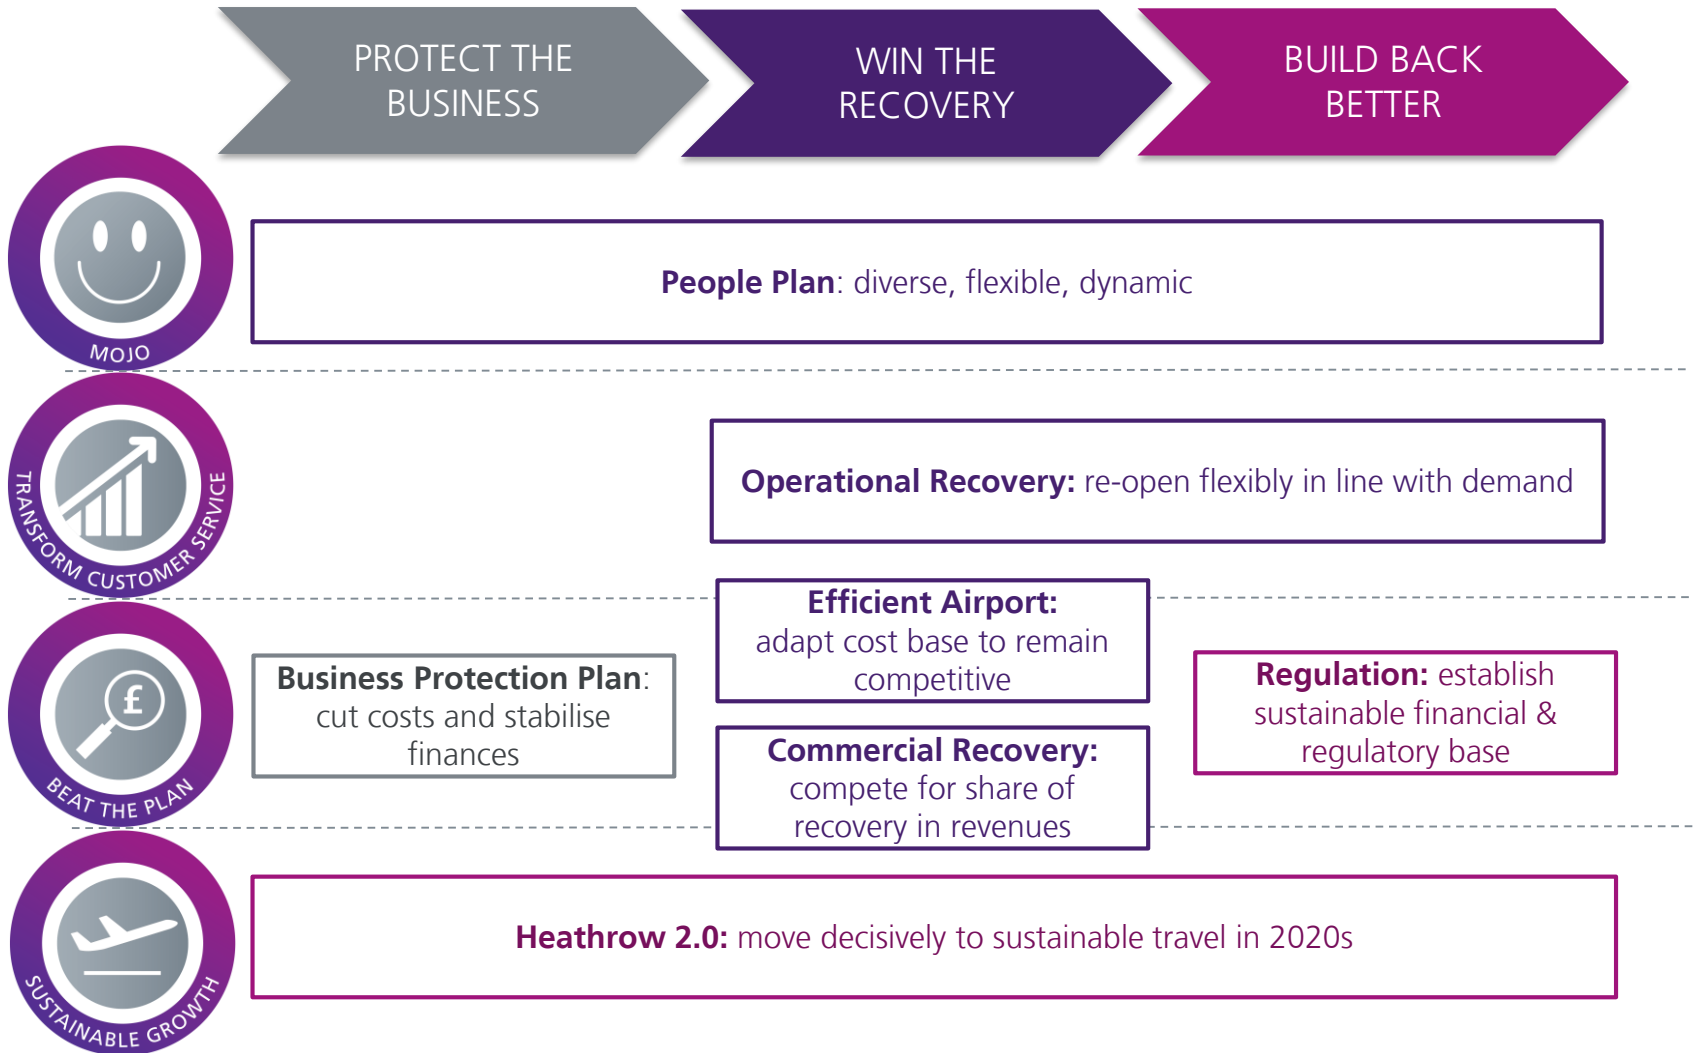 PROTECT THE
BUSINESS
WIN THE
RECOVERY
BUILD BACK
BETTER
MOJO
People Plan: diverse, flexible, dynamic
TRANSFORM CUSTOMER SERVICE
Operational Recovery: re-open flexibly in line with demand
BEAT THE PLAN
£
Business Protection Plan:
cut costs and stabilise
finances
Efficient Airport:
adapt cost base to remain
competitive
Commercial Recovery:
compete for share of
recovery in revenues
Regulation: establish
sustainable financial &
regulatory base
SUSTAINABLE GROWTH
Heathrow 2.0: move decisively to sustainable travel in 2020s